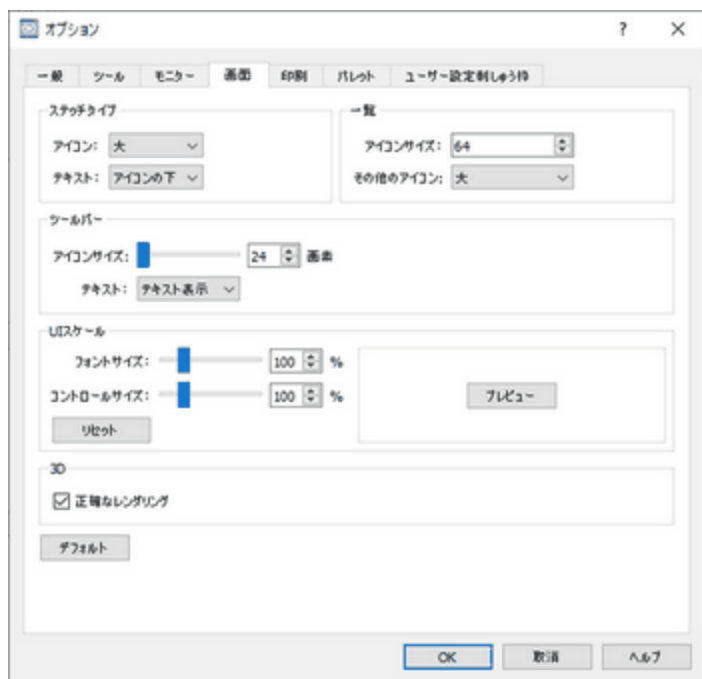 オプション
一般 ツール モニター 画面 印刷 パレット ユーザー設定刺しゅう枠
ステッチタイプ
アイコン: 大
テキスト: アイコンの下
一覧
アイコンサイズ: 64
その他のアイコン: 大
ツールバー
アイコンサイズ: 24 画素
テキスト: テキスト表示
UIスケール
フォントサイズ: 100 %
コントロールサイズ: 100 %
リセット
プレビュー
3D
正確なレンダリング
デフォルト
OK 取消 ヘルプ